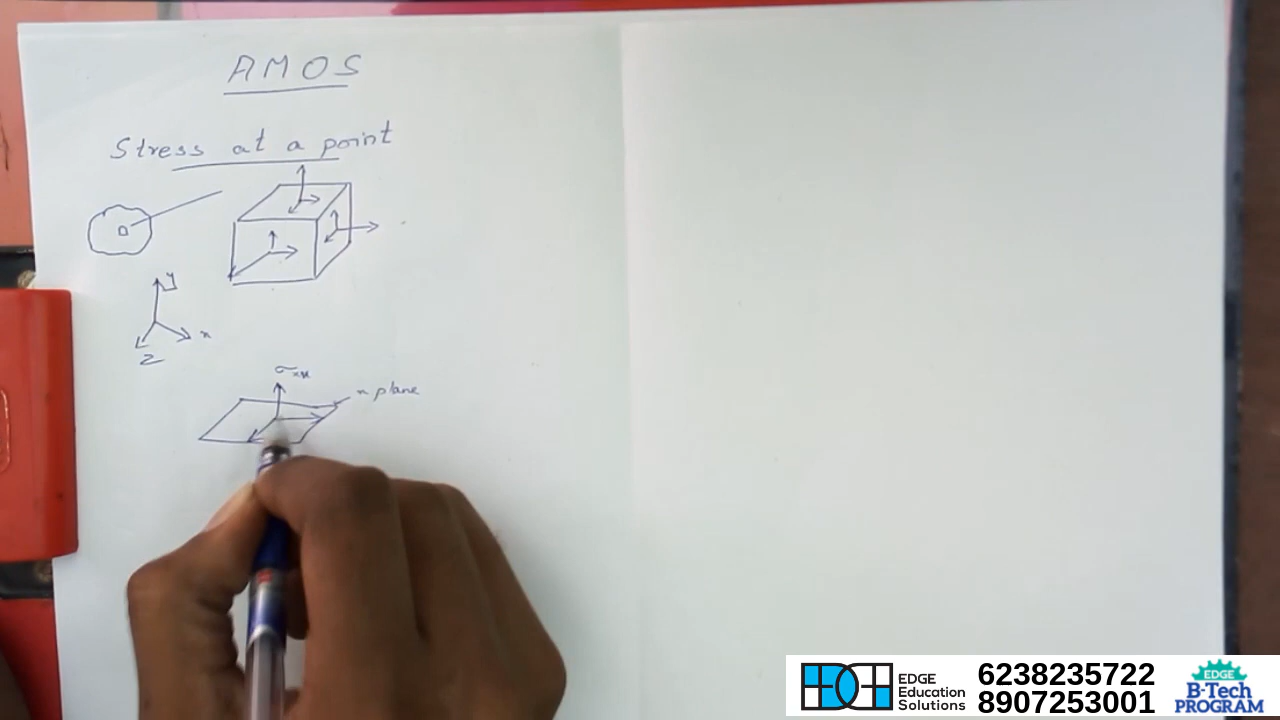 AMOS
Stress at a point
y
x
z
σxx
x plane
EDGE
Education
Solutions
6238235722
8907253001
EDGE
B-Tech
PROGRAM